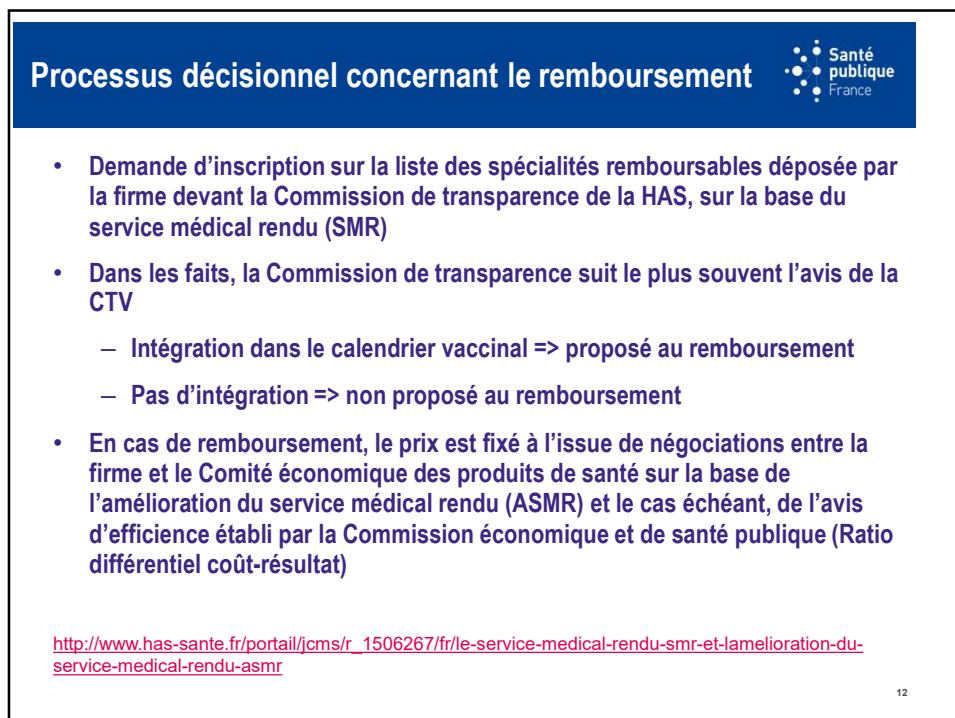 Processus décisionnel concernant le remboursement
Santé
publique
France
• Demande d'inscription sur la liste des spécialités remboursables déposée par
la firme devant la Commission de transparence de la HAS, sur la base du
service médical rendu (SMR)
• Dans les faits, la Commission de transparence suit le plus souvent l'avis de la
CTV
– Intégration dans le calendrier vaccinal => proposé au remboursement
– Pas d'intégration => non proposé au remboursement
• En cas de remboursement, le prix est fixé à l'issue de négociations entre la
firme et le Comité économique des produits de santé sur la base de
l'amélioration du service médical rendu (ASMR) et le cas échéant, de l'avis
d'efficience établi par la Commission économique et de santé publique (Ratio
différentiel coût-résultat)
http://www.has-sante.fr/portail/jcms/r_1506267/fr/le-service-medical-rendu-smr-et-lamelioration-du-
service-medical-rendu-asmr
12